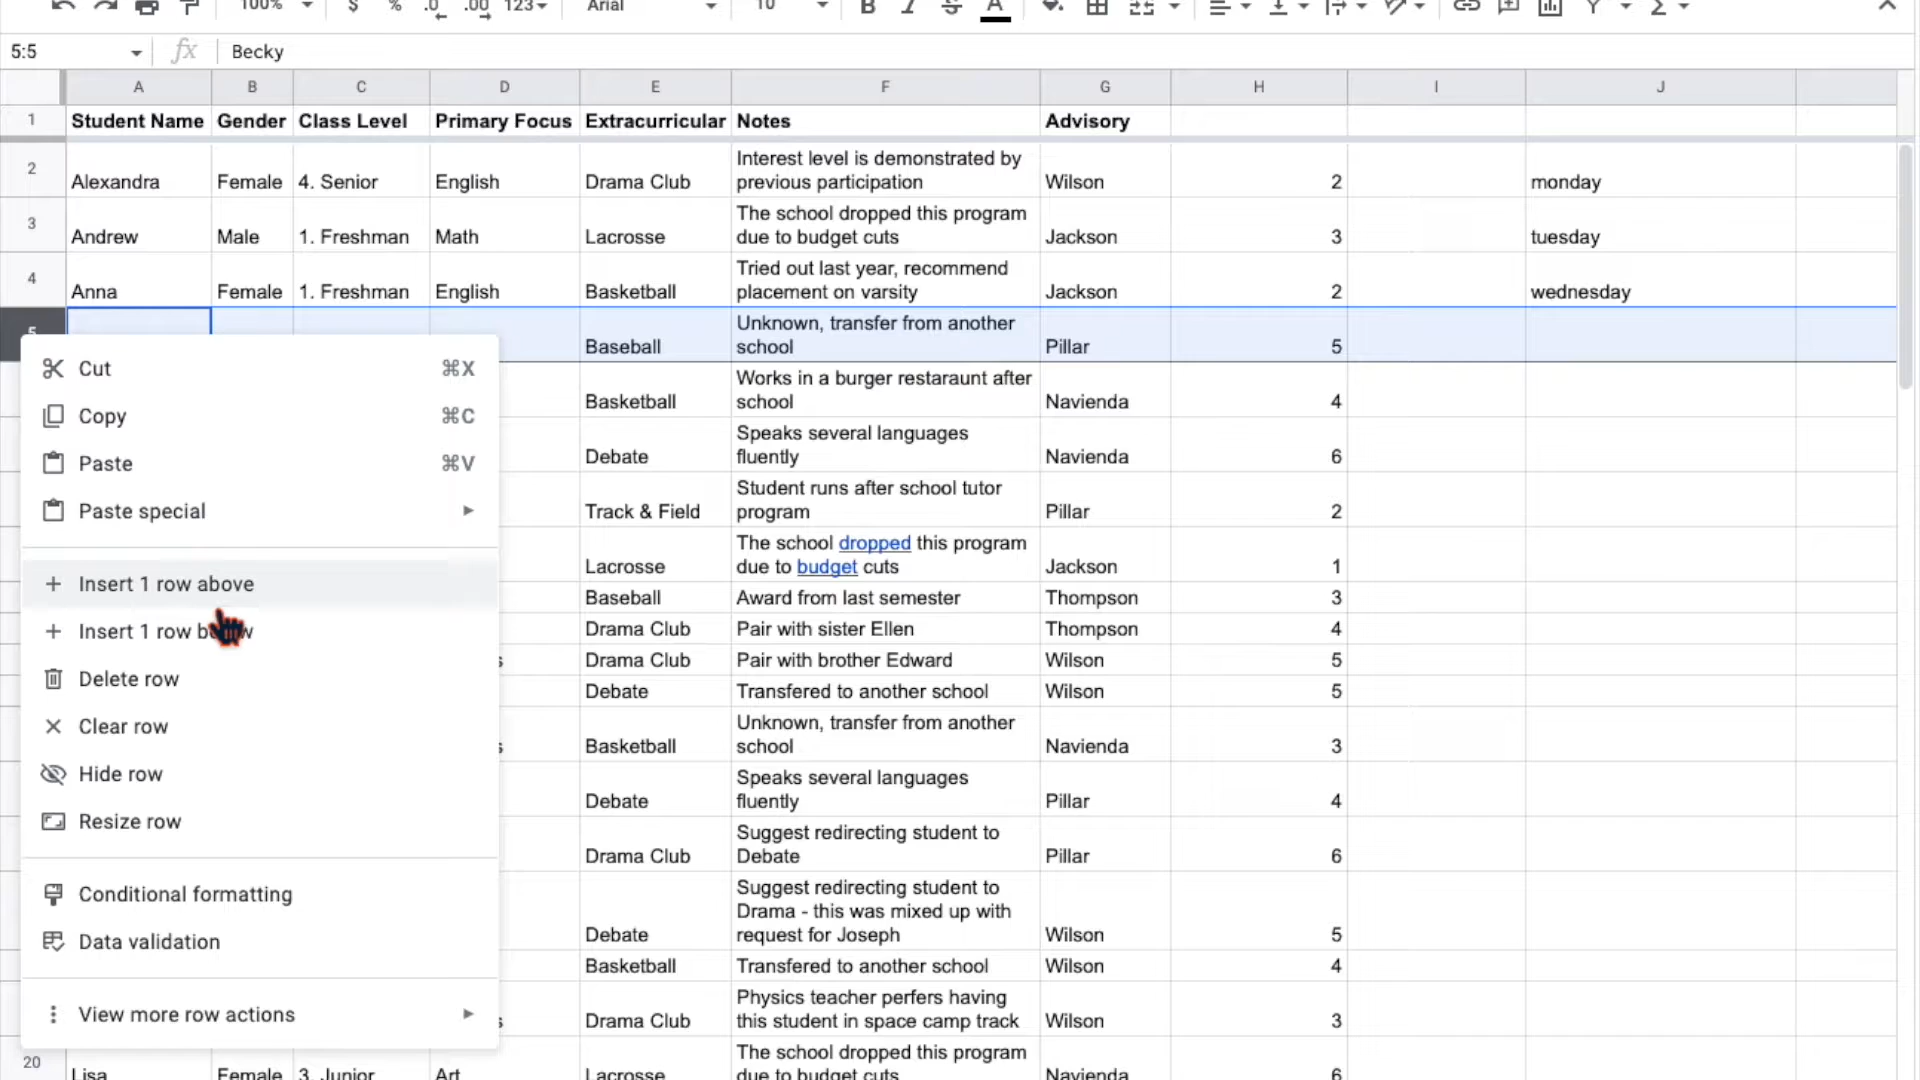 100% $ % .0 .00 123 Arial 10 B I S A Σ
5:5 fx Becky
A B C D E F G H I J
1 Student Name Gender Class Level Primary Focus Extracurricular Notes Advisory
Interest level is demonstrated by
2 Alexandra Female 4. Senior English Drama Club previous participation Wilson 2 monday
The school dropped this program
3 Andrew Male 1. Freshman Math Lacrosse due to budget cuts Jackson 3 tuesday
Tried out last year, recommend
4 Anna Female 1. Freshman English Basketball placement on varsity Jackson 2 wednesday
Unknown, transfer from another
5 Baseball school Pillar 5
Works in a burger restaraunt after
Basketball school Navienda 4
Speaks several languages
Debate fluently Navienda 6
Student runs after school tutor
Track & Field program Pillar 2
The school dropped this program
Lacrosse due to budget cuts Jackson 1
Baseball Award from last semester Thompson 3
Drama Club Pair with sister Ellen Thompson 4
s Drama Club Pair with brother Edward Wilson 5
Debate Transfered to another school Wilson 5
Unknown, transfer from another
s Basketball school Navienda 3
Speaks several languages
Debate fluently Pillar 4
Suggest redirecting student to
Drama Club Debate Pillar 6
Suggest redirecting student to
Drama - this was mixed up with
Debate request for Joseph Wilson 5
Basketball Transfered to another school Wilson 4
Physics teacher perfers having
s Drama Club this student in space camp track Wilson 3
The school dropped this program
20 Lisa Female 3. Junior Art Lacrosse due to budget cuts Navienda 6
Cut ⌘X
Copy ⌘C
Paste ⌘V
Paste special
Insert 1 row above
Insert 1 row
Delete row
Clear row
Hide row
Resize row
Conditional formatting
Data validation
View more row actions